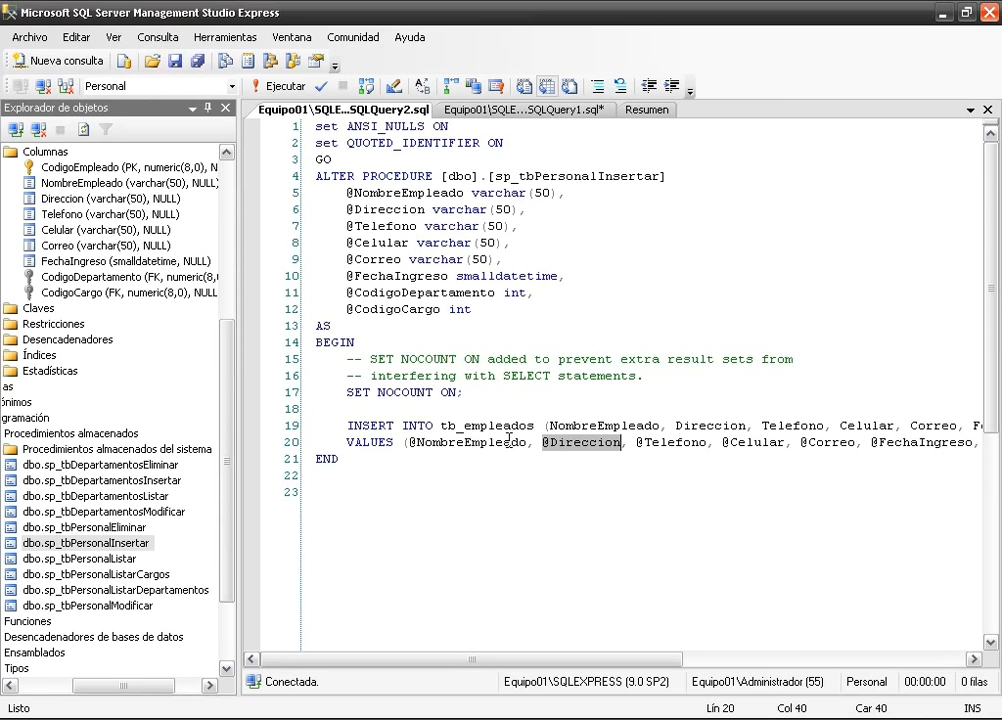 Microsoft SQL Server Management Studio Express
Archivo Editar Ver Consulta Herramientas Ventana Comunidad Ayuda
Nueva consulta
Personal Ejecutar
Explorador de objetos
Columnas
CodigoEmpleado (PK, numeric(8,0), N
NombreEmpleado (varchar(50), NULL)
Direccion (varchar(50), NULL)
Telefono (varchar(50), NULL)
Celular (varchar(50), NULL)
Correo (varchar(50), NULL)
FechaIngreso (smalldatetime, NULL)
CodigoDepartamento (FK, numeric(8,
CodigoCargo (FK, numeric(8,0), NULL
Claves
Restricciones
Desencadenadores
Índices
Estadísticas
as
ónimos
gramación
Procedimientos almacenados
Procedimientos almacenados del sistema
dbo.sp_tbDepartamentosEliminar
dbo.sp_tbDepartamentosInsertar
dbo.sp_tbDepartamentosListar
dbo.sp_tbDepartamentosModificar
dbo.sp_tbPersonalEliminar
dbo.sp_tbPersonalInsertar
dbo.sp_tbPersonalListar
dbo.sp_tbPersonalListarCargos
dbo.sp_tbPersonalListarDepartamentos
dbo.sp_tbPersonalModificar
Funciones
Desencadenadores de bases de datos
Ensamblados
Tipos
Equipo01\SQLE...SQLQuery2.sql Equipo01\SQLE...SQLQuery1.sql* Resumen
1 set ANSI_NULLS ON
2 set QUOTED_IDENTIFIER ON
3 GO
4 ALTER PROCEDURE [dbo].[sp_tbPersonalInsertar]
5 @NombreEmpleado varchar(50),
6 @Direccion varchar(50),
7 @Telefono varchar(50),
8 @Celular varchar(50),
9 @Correo varchar(50),
10 @FechaIngreso smalldatetime,
11 @CodigoDepartamento int,
12 @CodigoCargo int
13 AS
14 BEGIN
15 -- SET NOCOUNT ON added to prevent extra result sets from
16 -- interfering with SELECT statements.
17 SET NOCOUNT ON;
18
19 INSERT INTO tb_empleados (NombreEmpleado, Direccion, Telefono, Celular, Correo, F
20 VALUES (@NombreEmpleado, @Direccion, @Telefono, @Celular, @Correo, @FechaIngreso,
21 END
22
23
Conectada. Equipo01\SQLEXPRESS (9.0 SP2) Equipo01\Administrador (55) Personal 00:00:00 0 filas
Listo Lín 20 Col 40 Car 40 INS